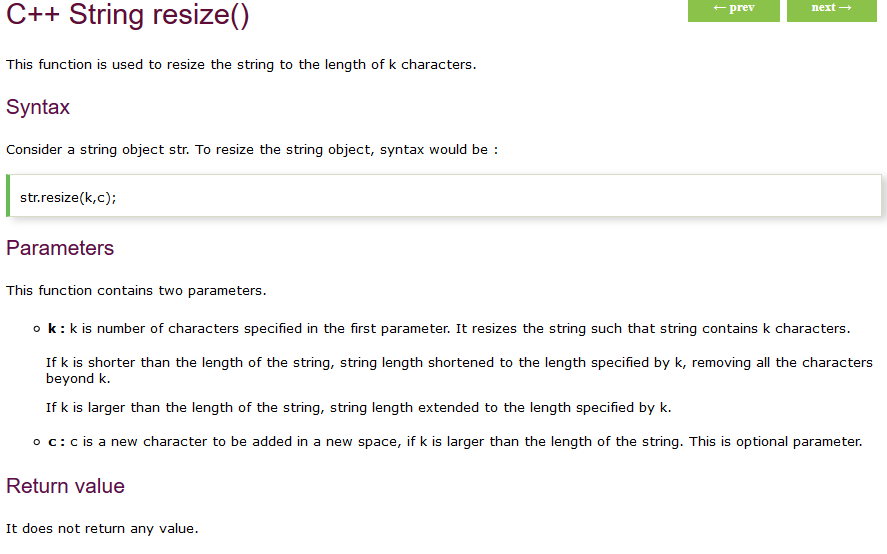 C++ String resize()
← prev
next →
This function is used to resize the string to the length of k characters.
Syntax
Consider a string object str. To resize the string object, syntax would be :
str.resize(k,c);
Parameters
This function contains two parameters.
k : k is number of characters specified in the first parameter. It resizes the string such that string contains k characters.
If k is shorter than the length of the string, string length shortened to the length specified by k, removing all the characters
beyond k.
If k is larger than the length of the string, string length extended to the length specified by k.
c : c is a new character to be added in a new space, if k is larger than the length of the string. This is optional parameter.
Return value
It does not return any value.